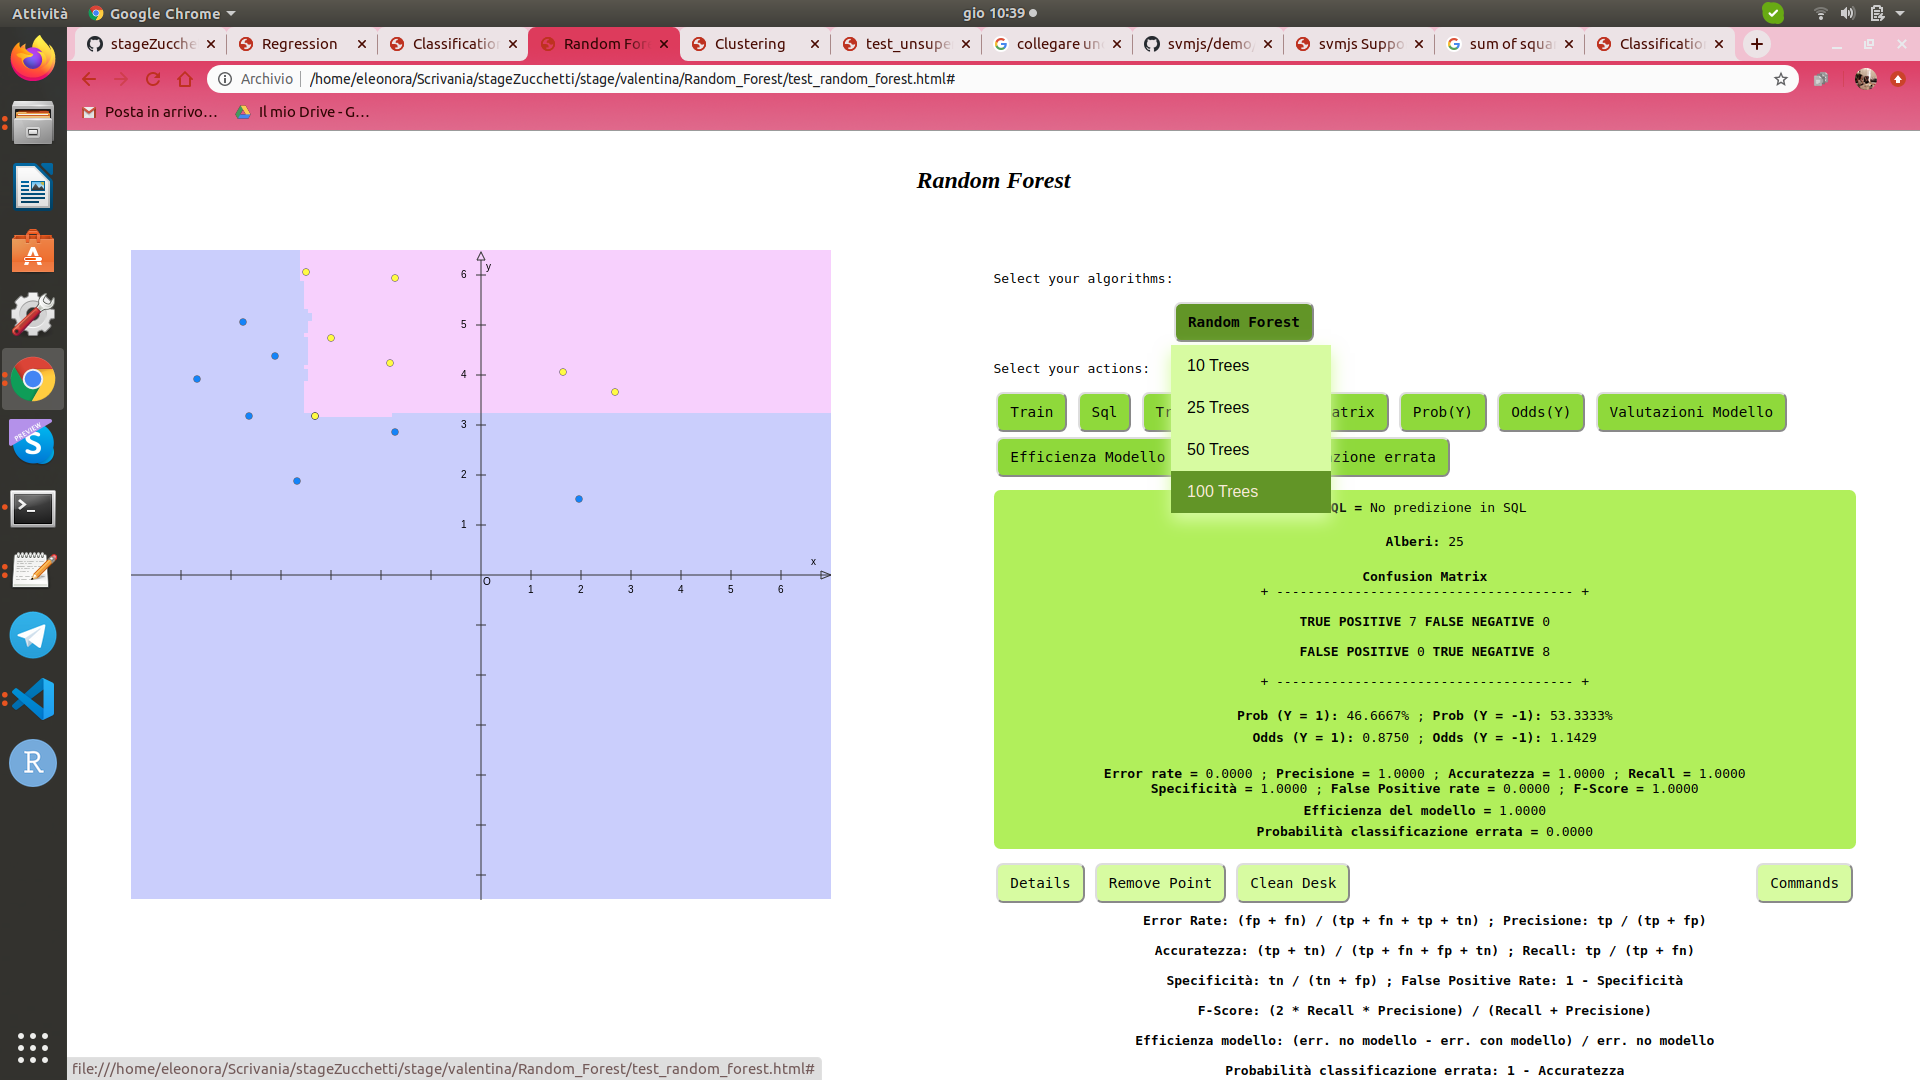 Attività
Google Chrome
gio 10:39
stageZucche
Regression
Classificatio
Random For
Clustering
test_unsupe
collegare un
svmjs/demo
svmjs Suppo
sum of squa
Classificatio
Archivio
/home/eleonora/Scrivania/stageZucchetti/stage/valentina/Random_Forest/test_random_forest.html#
Posta in arrivo…
Il mio Drive - G…
PREVIEW
Random Forest
y
6
5
4
3
2
1
x
O
1 2 3 4 5 6
Select your algorithms:
Random Forest
10 Trees
25 Trees
50 Trees
100 Trees
Select your actions:
Train
Sql
Tr
atrix
Prob(Y)
Odds(Y)
Valutazioni Modello
Efficienza Modello
zione errata
QL = No predizione in SQL
Alberi: 25
Confusion Matrix
+ -------------------------------------- +
TRUE POSITIVE 7 FALSE NEGATIVE 0
FALSE POSITIVE 0 TRUE NEGATIVE 8
+ -------------------------------------- +
Prob (Y = 1): 46.6667% ; Prob (Y = -1): 53.3333%
Odds (Y = 1): 0.8750 ; Odds (Y = -1): 1.1429
Error rate = 0.0000 ; Precisione = 1.0000 ; Accuratezza = 1.0000 ; Recall = 1.0000
Specificità = 1.0000 ; False Positive rate = 0.0000 ; F-Score = 1.0000
Efficienza del modello = 1.0000
Probabilità classificazione errata = 0.0000
Details
Remove Point
Clean Desk
Commands
Error Rate: (fp + fn) / (tp + fn + tp + tn) ; Precisione: tp / (tp + fp)
Accuratezza: (tp + tn) / (tp + fn + fp + tn) ; Recall: tp / (tp + fn)
Specificità: tn / (tn + fp) ; False Positive Rate: 1 - Specificità
F-Score: (2 * Recall * Precisione) / (Recall + Precisione)
Efficienza modello: (err. no modello - err. con modello) / err. no modello
Probabilità classificazione errata: 1 - Accuratezza
file:///home/eleonora/Scrivania/stageZucchetti/stage/valentina/Random_Forest/test_random_forest.html#